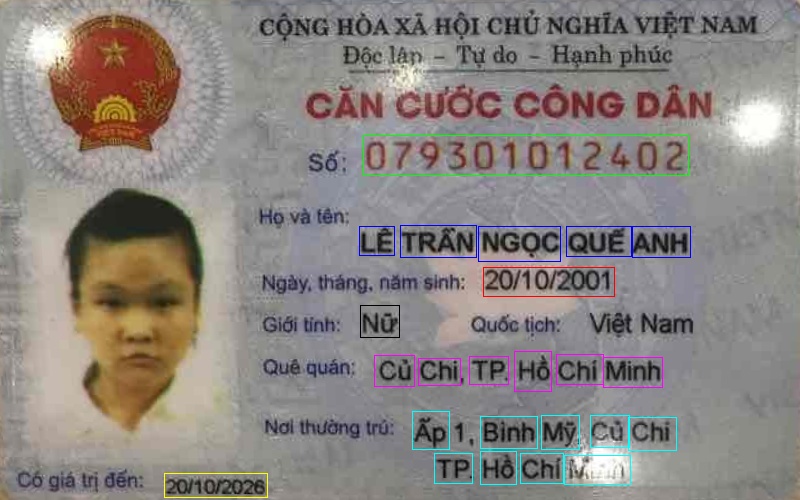 CỘNG HÒA XÃ HỘI CHỦ NGHĨA VIỆT NAM
Độc lập – Tự do – Hạnh phúc
CĂN CƯỚC CÔNG DÂN
Số: 079301012402
Họ và tên:
LÊ TRẦN NGỌC QUẾ ANH
Ngày, tháng, năm sinh: 20/10/2001
Giới tính: Nữ Quốc tịch: Việt Nam
Quê quán: Củ Chi, TP. Hồ Chí Minh
Nơi thường trú: Ấp 1, Bình Mỹ, Củ Chi
TP. Hồ Chí Minh
Có giá trị đến: 20/10/2026